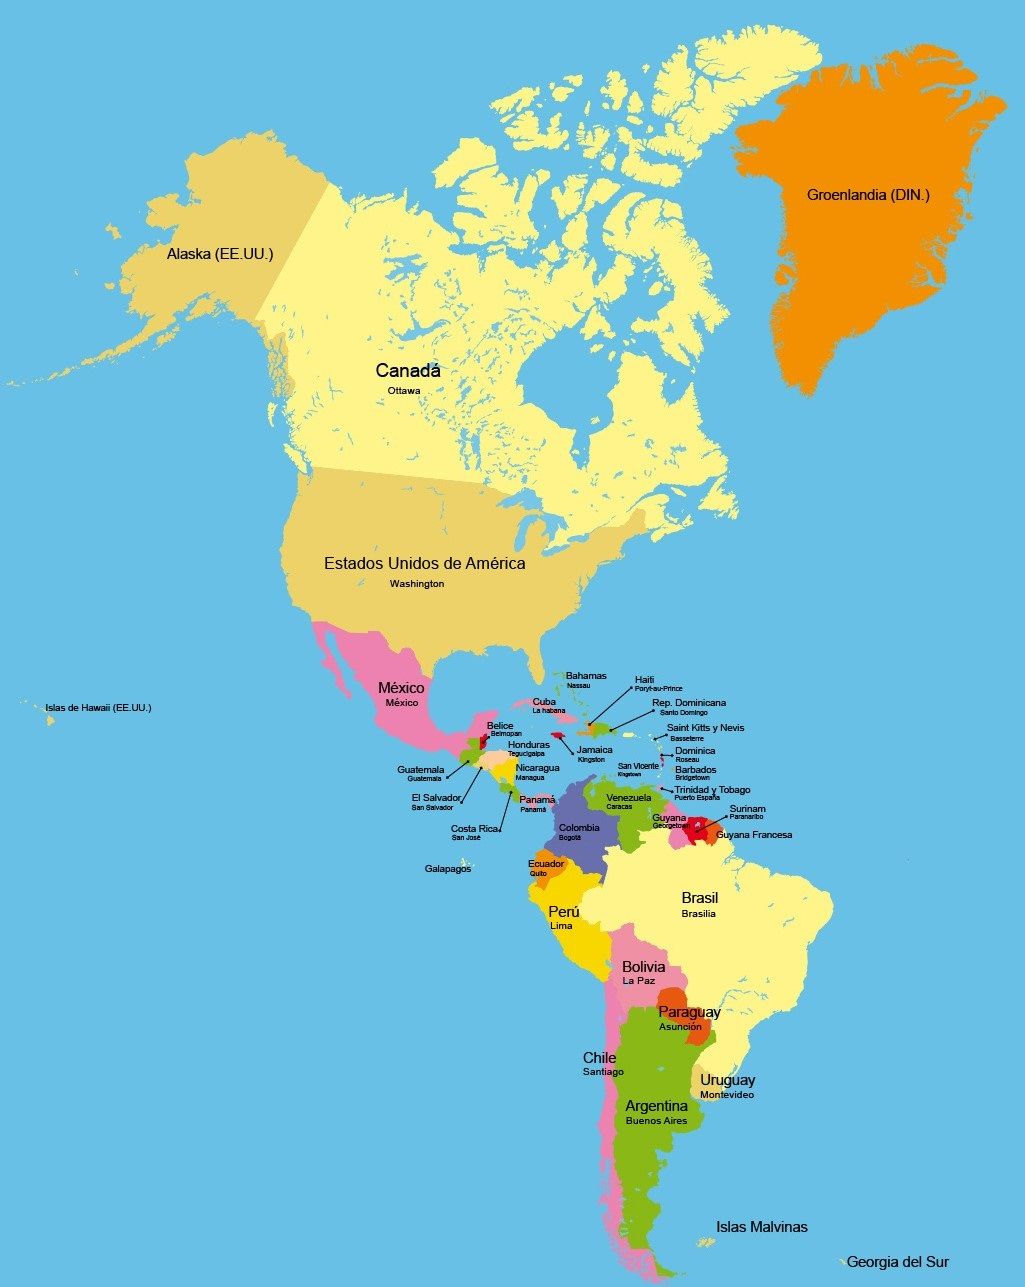 Groenlandia (DIN.)
Alaska (EE.UU.)
Canadá
Ottawa
Estados Unidos de América
Washington
México
México
Islas de Hawaii (EE.UU.)
Bahamas
Nassau
Haiti
Poryt-au-Prince
Cuba
La habana
Rep. Dominicana
Santo Domingo
Saint Kitts y Nevis
Basseterre
Belice
Belmopan
Jamaica
Kingston
Dominica
Roseau
Honduras
Tegucigalpa
San Vicente
Kingstown
Barbados
Bridgetown
Guatemala
Guatemala
Nicaragua
Managua
Trinidad y Tobago
Puerto España
El Salvador
San Salvador
Panamá
Panamá
Venezuela
Caracas
Surinam
Paranaribo
Costa Rica
San José
Colombia
Bogotá
Guyana
Georgetown
Guyana Francesa
Galapagos
Ecuador
Quito
Brasil
Brasilia
Perú
Lima
Bolivia
La Paz
Paraguay
Asunción
Chile
Santiago
Uruguay
Montevideo
Argentina
Buenos Aires
Islas Malvinas
Georgia del Sur